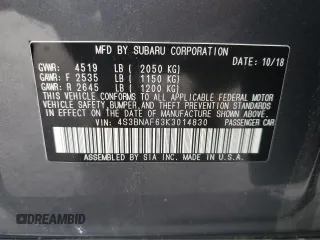 MFD BY SUBARU CORPORATION
GVWR: 4519 LB ( 2050 KG) DATE: 10/18
GAWR: F 2535 LB ( 1150 KG)
GAWR: R 2645 LB ( 1200 KG)
THIS VEHICLE CONFORMS TO ALL APPLICABLE FEDERAL MOTOR
VEHICLE SAFETY, BUMPER, AND THEFT PREVENTION STANDARDS IN
EFFECT ON THE DATE OF MANUFACTURE SHOWN ABOVE.
VIN: 4S3BNAF63K3014830 PASSENGER CAR
ASSEMBLED BY SIA INC. MADE IN U.S.A.
DREAMBID